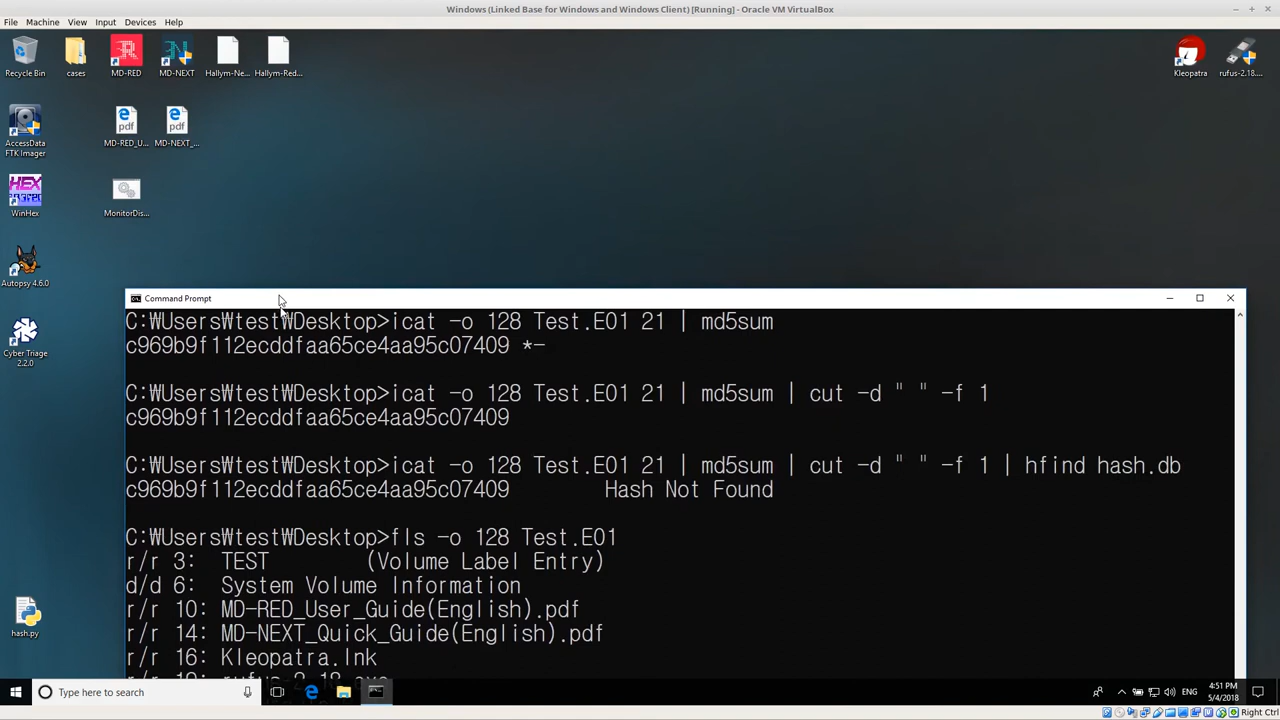 Windows (Linked Base for Windows and Windows Client) [Running] - Oracle VM VirtualBox
File Machine View Input Devices Help
Recycle Bin
cases
MD-RED
MD-NEXT
Hallym-Ne...
Hallym-Red...
Kleopatra
rufus-2.18....
AccessData FTK Imager
pdf
MD-RED_U...
pdf
MD-NEXT_...
WinHex
MonitorDis...
Autopsy 4.6.0
Cyber Triage 2.2.0
hash.py
Command Prompt
C:₩Users₩test₩Desktop>icat -o 128 Test.E01 21 | md5sum
c969b9f112ecddfaa65ce4aa95c07409 *-
C:₩Users₩test₩Desktop>icat -o 128 Test.E01 21 | md5sum | cut -d " " -f 1
c969b9f112ecddfaa65ce4aa95c07409
C:₩Users₩test₩Desktop>icat -o 128 Test.E01 21 | md5sum | cut -d " " -f 1 | hfind hash.db
c969b9f112ecddfaa65ce4aa95c07409 Hash Not Found
C:₩Users₩test₩Desktop>fls -o 128 Test.E01
r/r 3: TEST (Volume Label Entry)
d/d 6: System Volume Information
r/r 10: MD-RED_User_Guide(English).pdf
r/r 14: MD-NEXT_Quick_Guide(English).pdf
r/r 16: Kleopatra.lnk
Type here to search
ENG
4:51 PM
5/4/2018
Right Ctrl